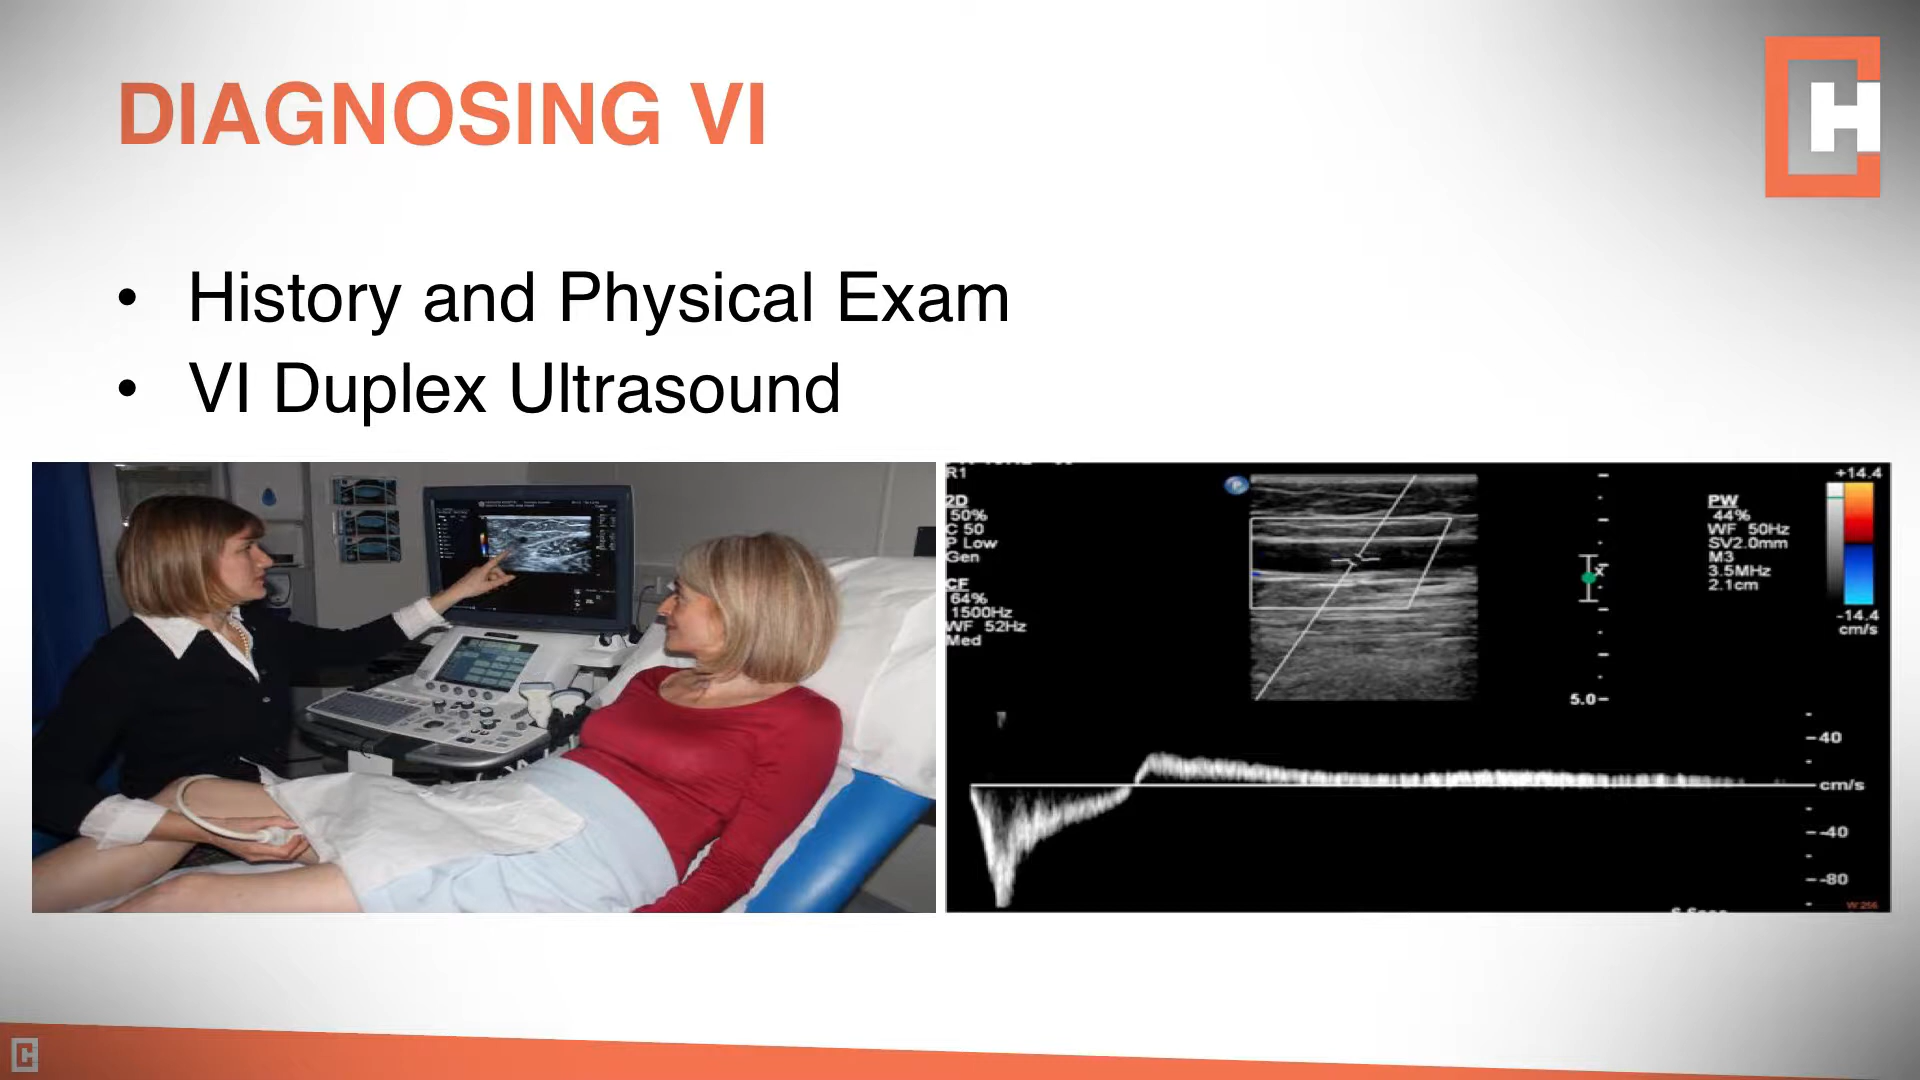 DIAGNOSING VI
CH
• History and Physical Exam
• VI Duplex Ultrasound
R1
2D
50%
C 50
P Low
Gen
CF
64%
1500Hz
WF 52Hz
Med
P
x
5.0
PW
44%
WF 50Hz
SV2.0mm
M3
3.5MHz
2.1cm
+14.4
-14.4
cm/s
40
cm/s
-40
-80
W:256
C